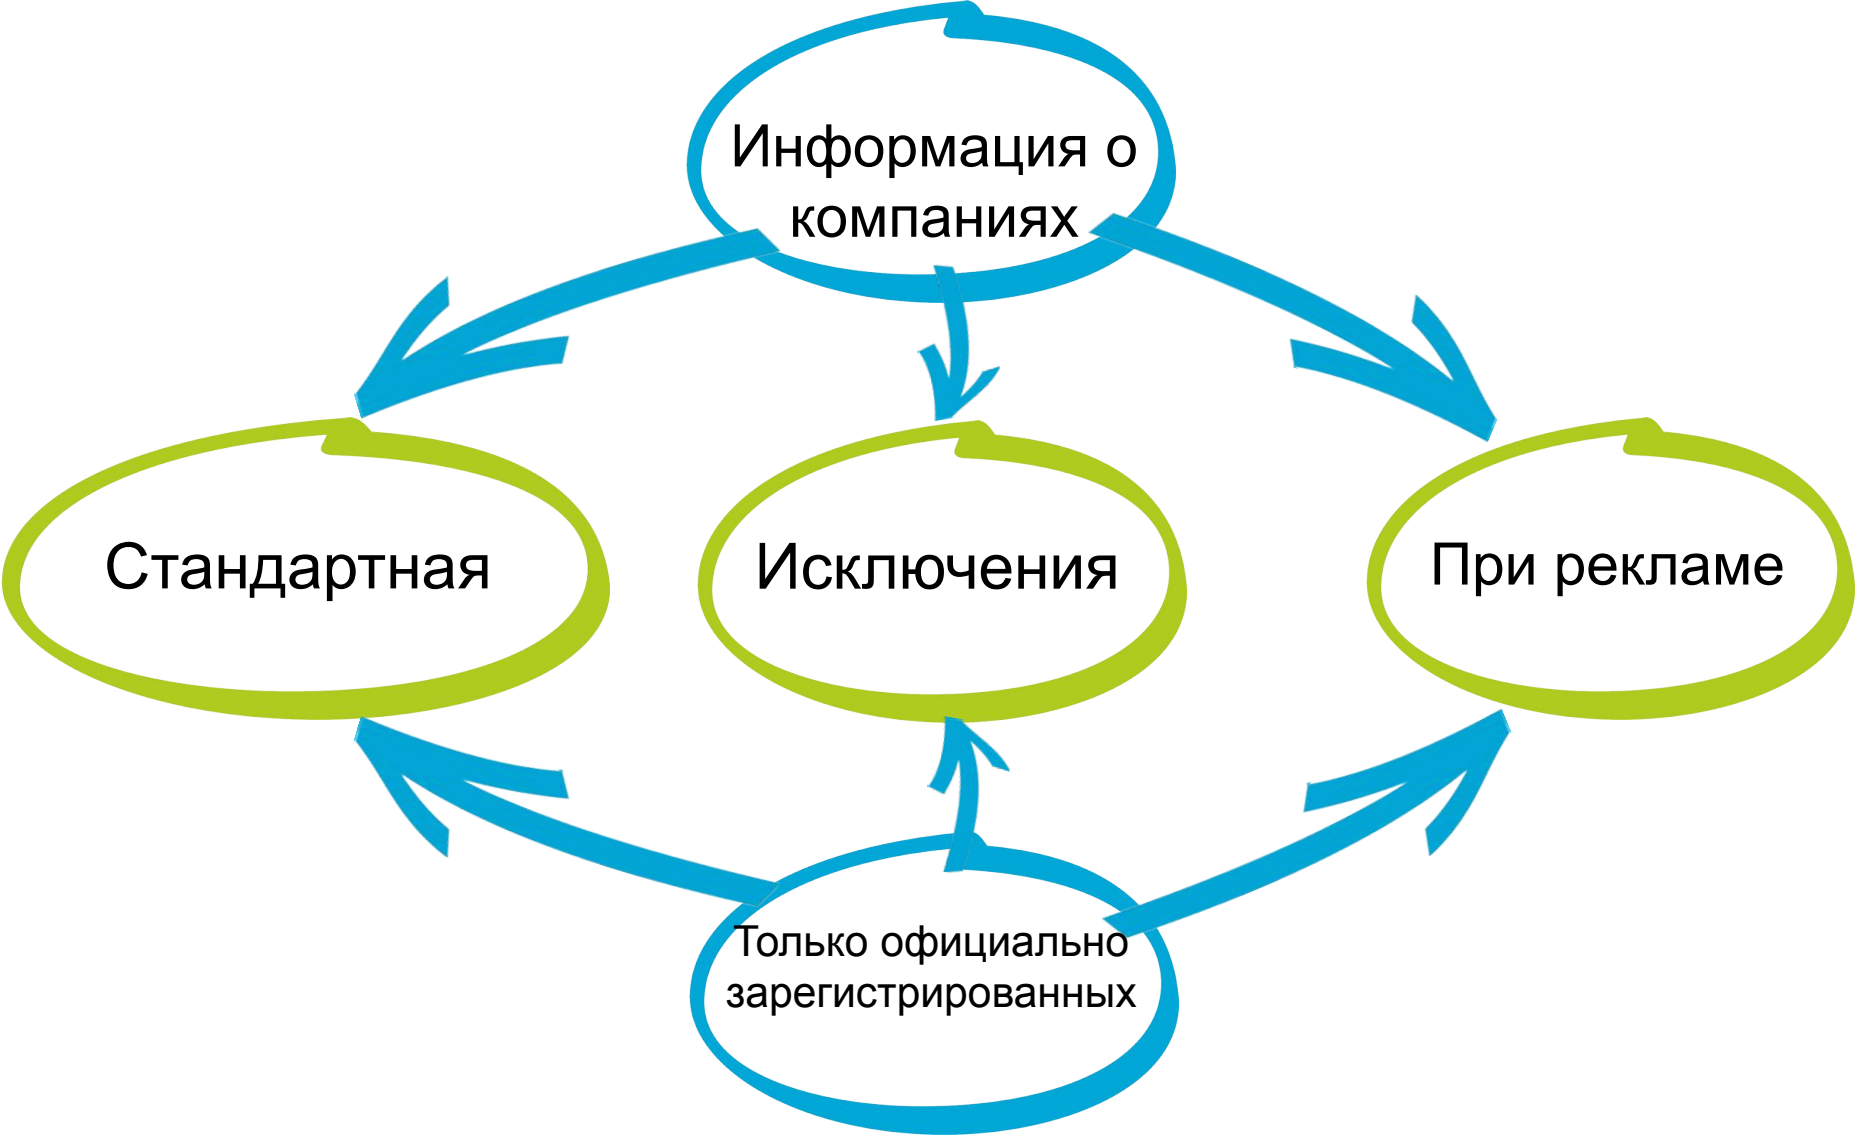 Информация о
компаниях
Стандартная
Исключения
При рекламе
Только официально
зарегистрированных